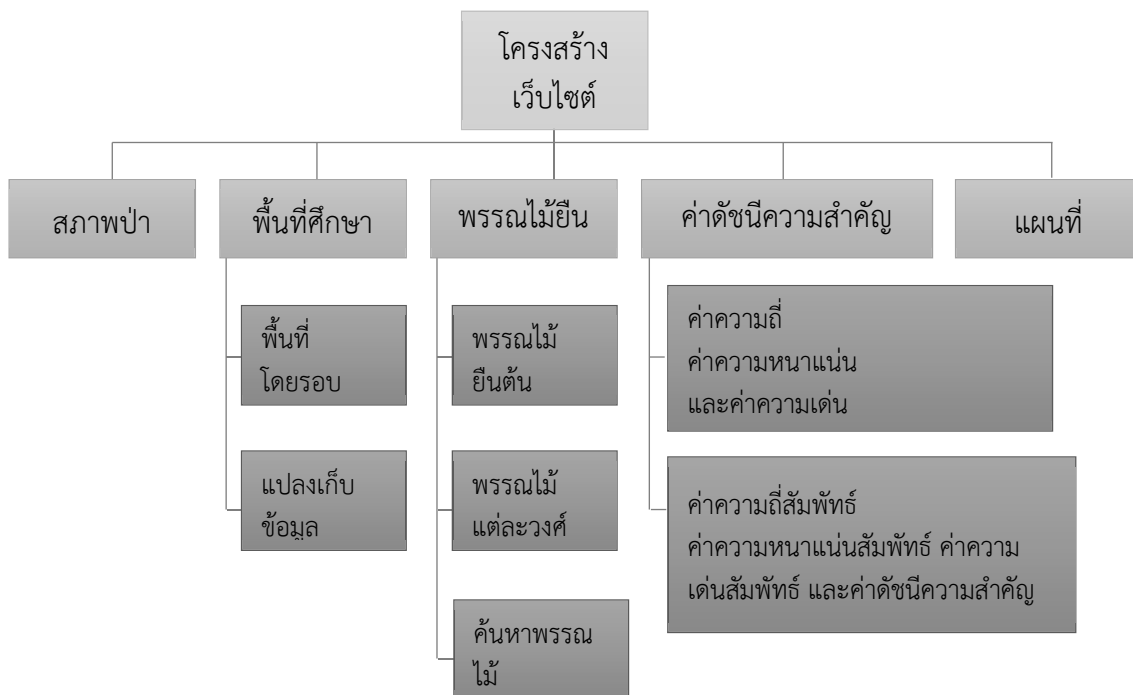 โครงสร้าง
เว็บไซต์
สภาพป่า
พื้นที่ศึกษา
พรรณไม้ยืน
ค่าดัชนีความสำคัญ
แผนที่
พื้นที่
โดยรอบ
แปลงเก็บ
ข้อมูล
พรรณไม้
ยืนต้น
พรรณไม้
แต่ละวงศ์
ค้นหาพรรณ
ไม้
ค่าความถี่
ค่าความหนาแน่น
และค่าความเด่น
ค่าความถี่สัมพัทธ์
ค่าความหนาแน่นสัมพัทธ์ ค่าความ
เด่นสัมพัทธ์ และค่าดัชนีความสำคัญ